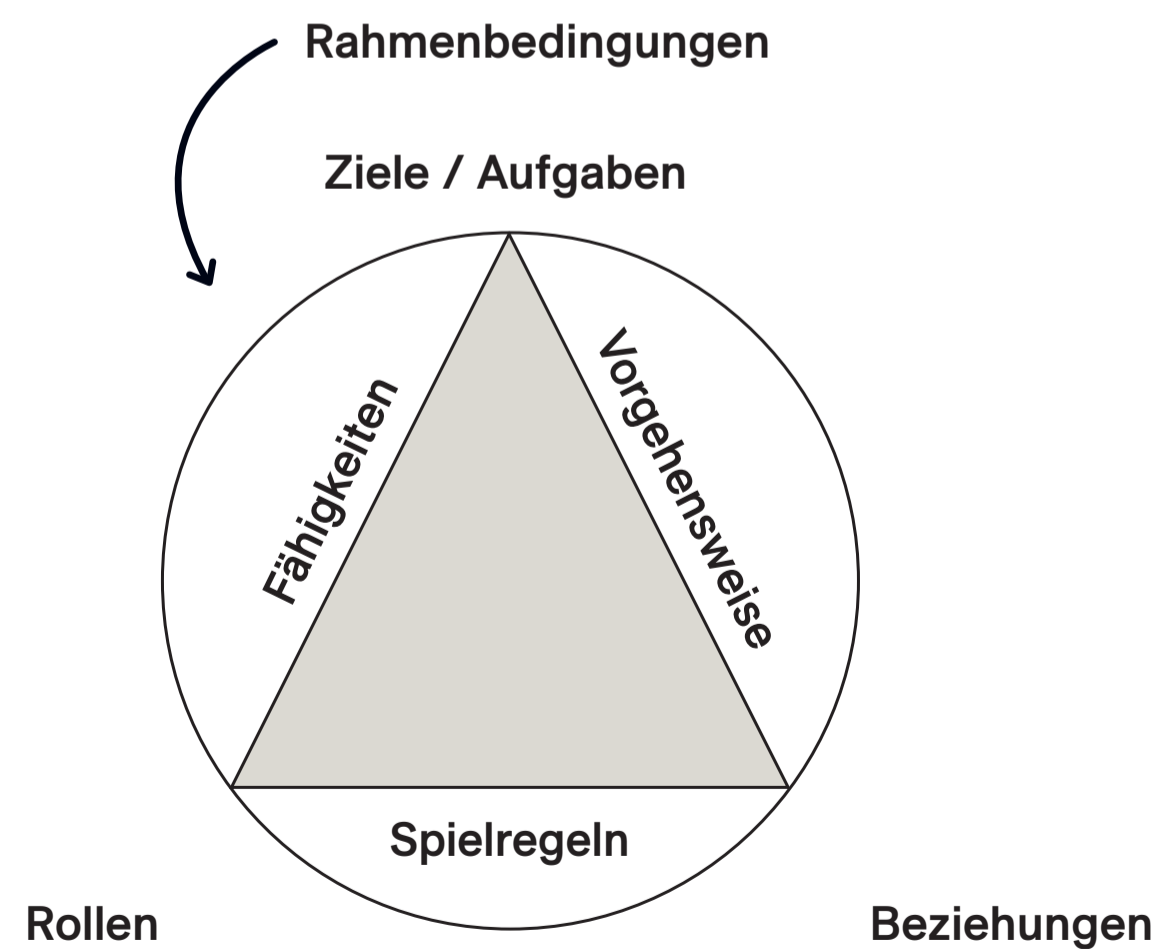 Rahmenbedingungen
Ziele / Aufgaben
Fähigkeiten
Vorgehensweise
Spielregeln
Rollen
Beziehungen